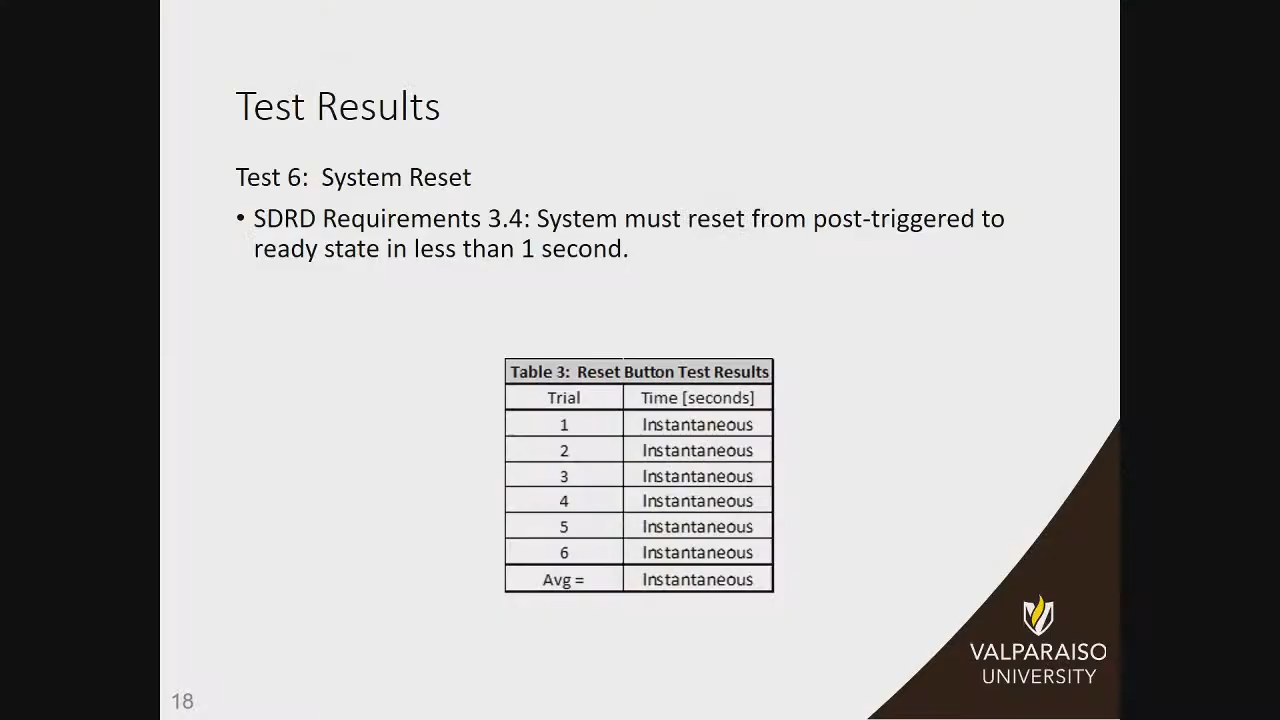 Test Results
Test 6:  System Reset
• SDRD Requirements 3.4: System must reset from post-triggered to
ready state in less than 1 second.
Table 3:  Reset Button Test Results
Trial Time [seconds]
1 Instantaneous
2 Instantaneous
3 Instantaneous
4 Instantaneous
5 Instantaneous
6 Instantaneous
Avg = Instantaneous
VALPARAISO
UNIVERSITY
18